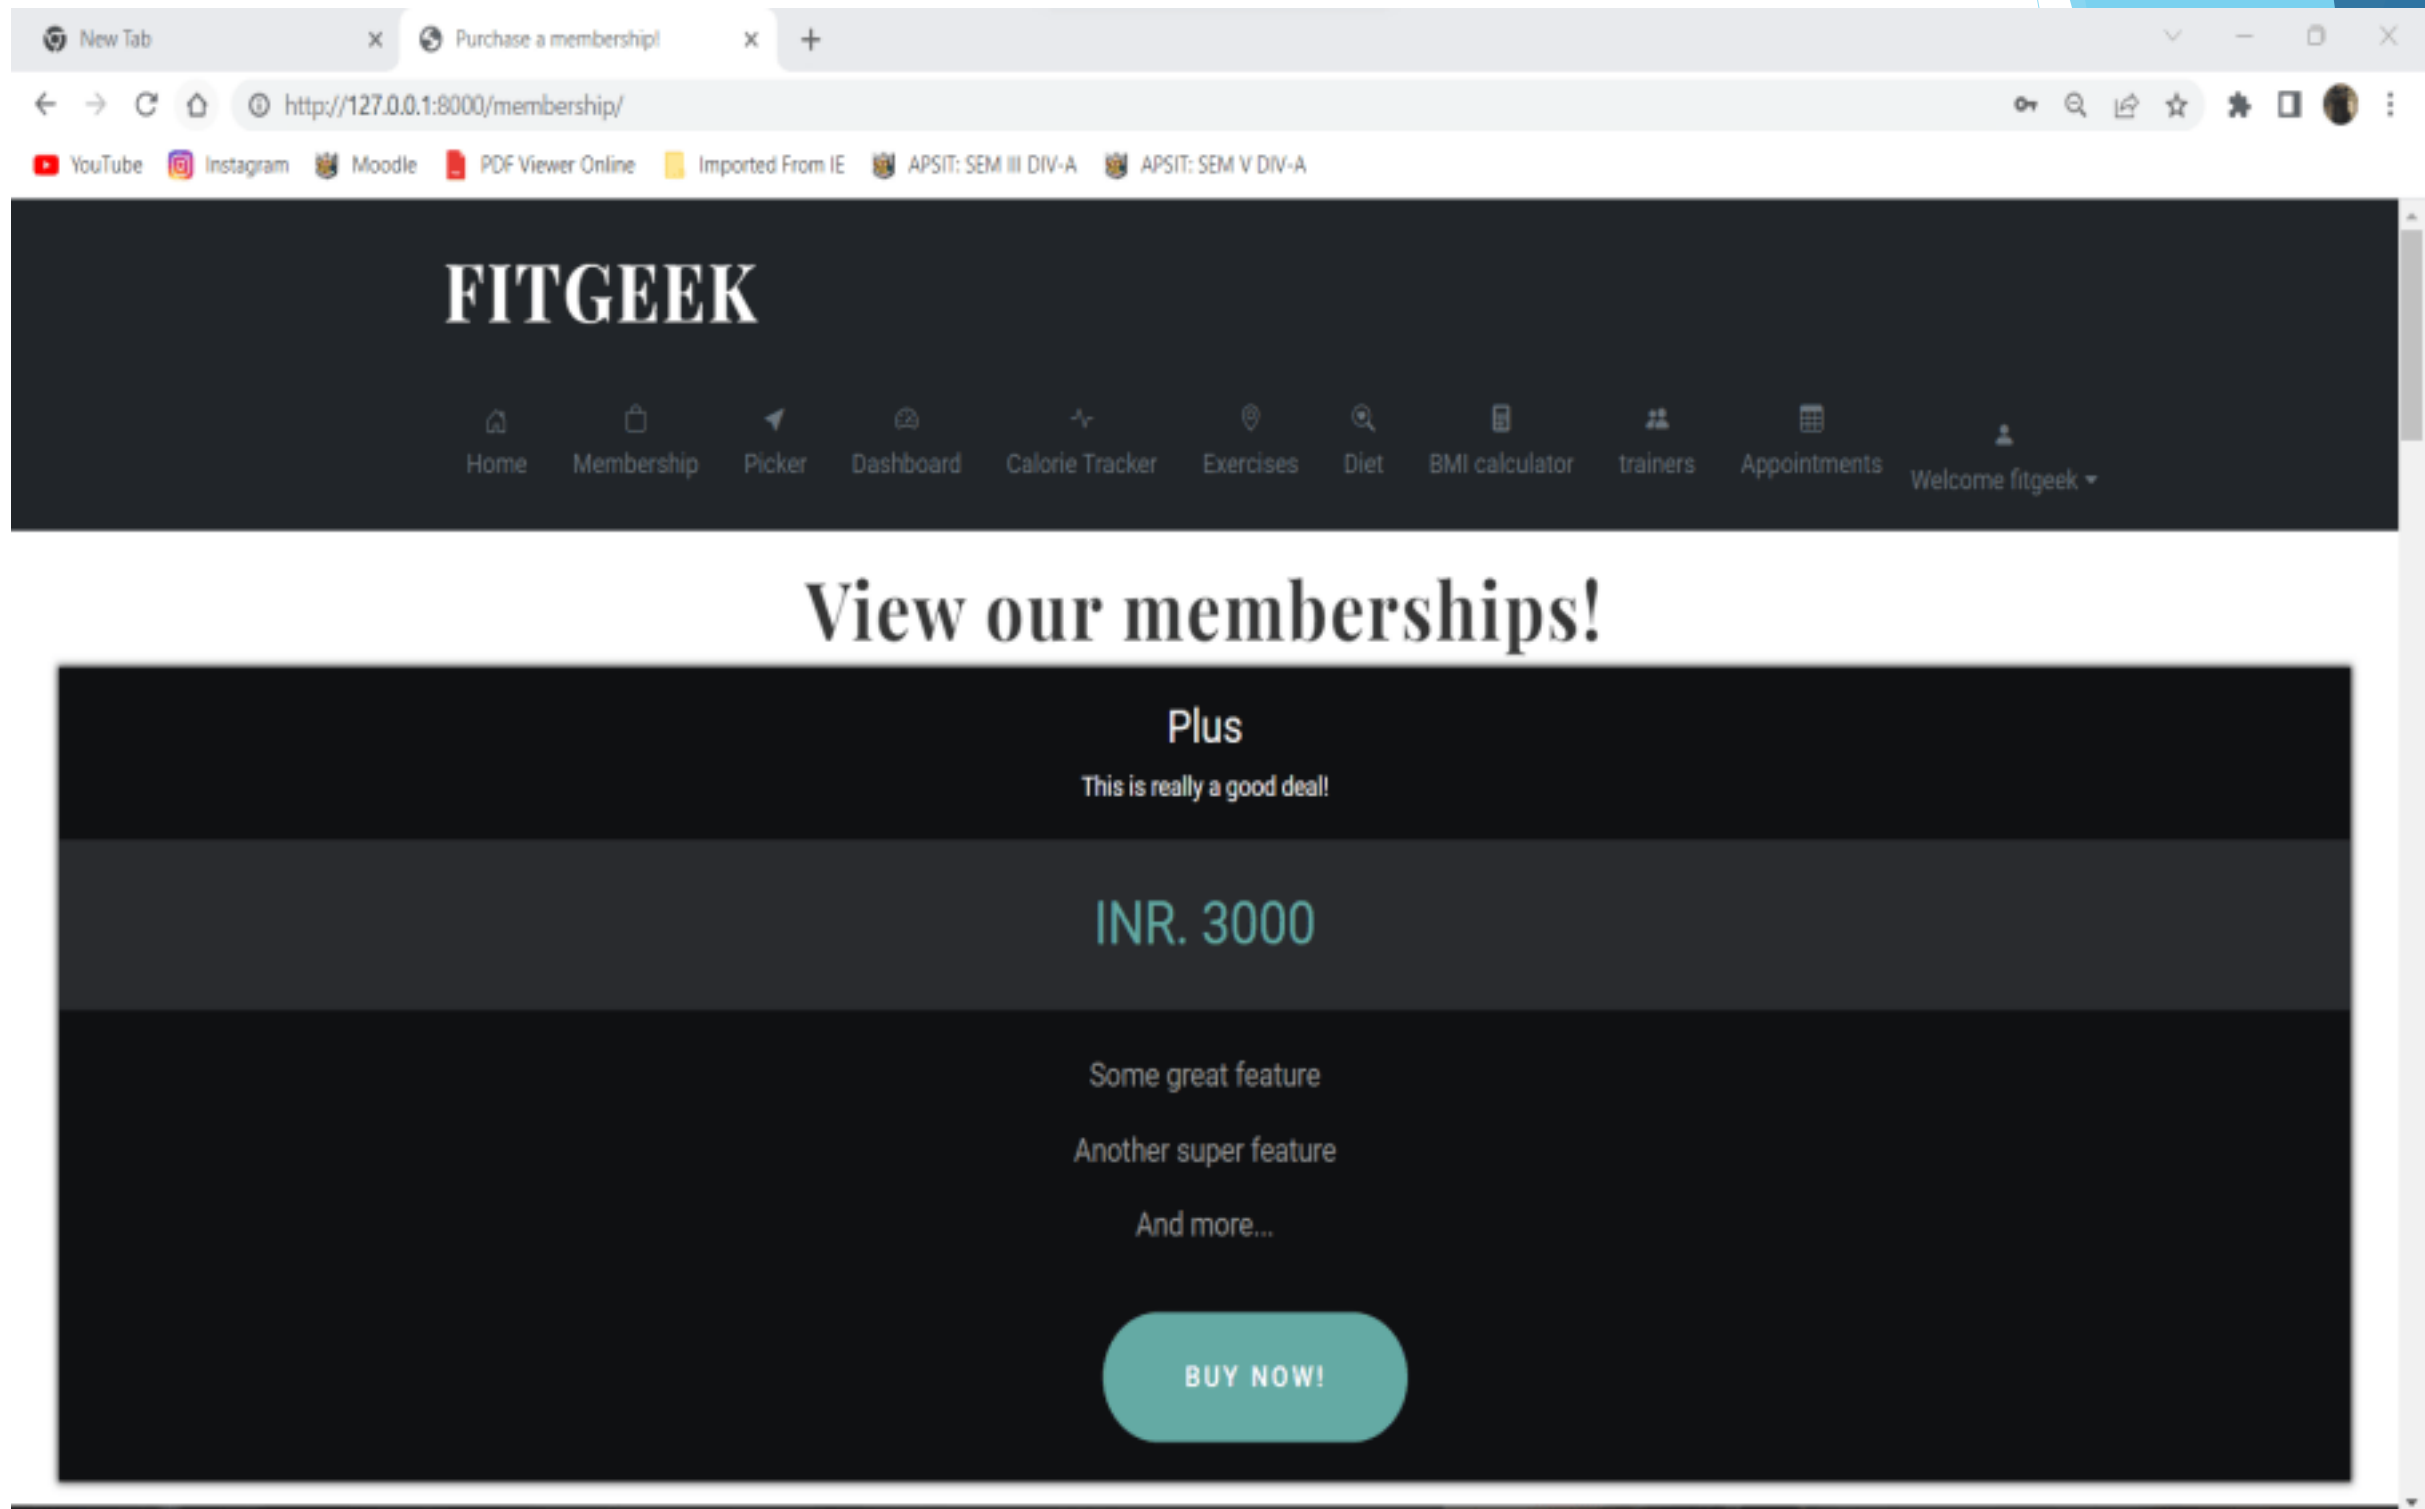 New Tab
Purchase a membership!
http://127.0.0.1:8000/membership/
YouTube Instagram Moodle PDF Viewer Online Imported From IE APSIT: SEM III DIV-A APSIT: SEM V DIV-A
FITGEEK
Home Membership Picker Dashboard Calorie Tracker Exercises Diet BMI calculator trainers Appointments Welcome fitgeek
View our memberships!
Plus
This is really a good deal!
INR. 3000
Some great feature
Another super feature
And more...
BUY NOW!